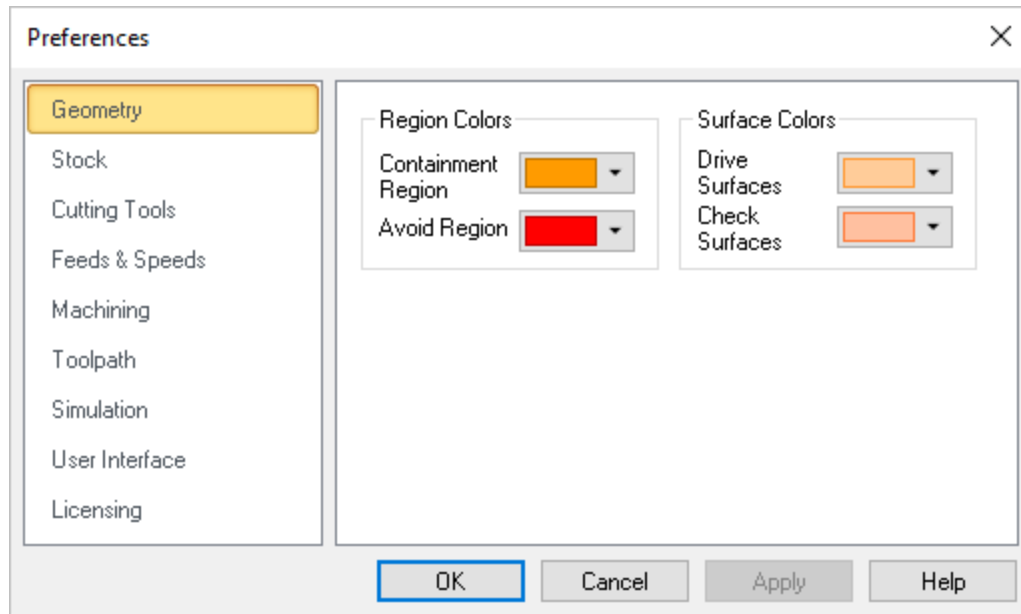 Preferences
Geometry
Stock
Cutting Tools
Feeds & Speeds
Machining
Toolpath
Simulation
User Interface
Licensing
Region Colors
Containment
Region
Avoid Region
Surface Colors
Drive
Surfaces
Check
Surfaces
OK
Cancel
Apply
Help